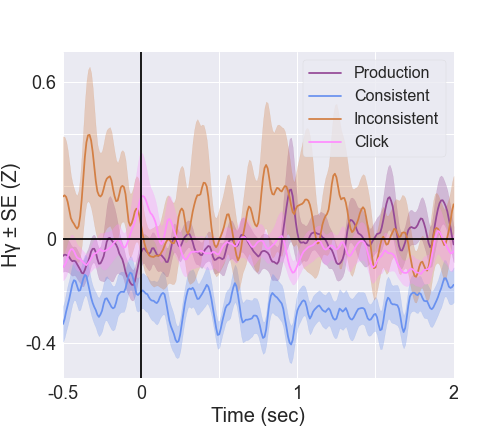 Production
Consistent
Inconsistent
Click
0.6
0
-0.4
Hγ ± SE (Z)
-0.5
0
1
2
Time (sec)